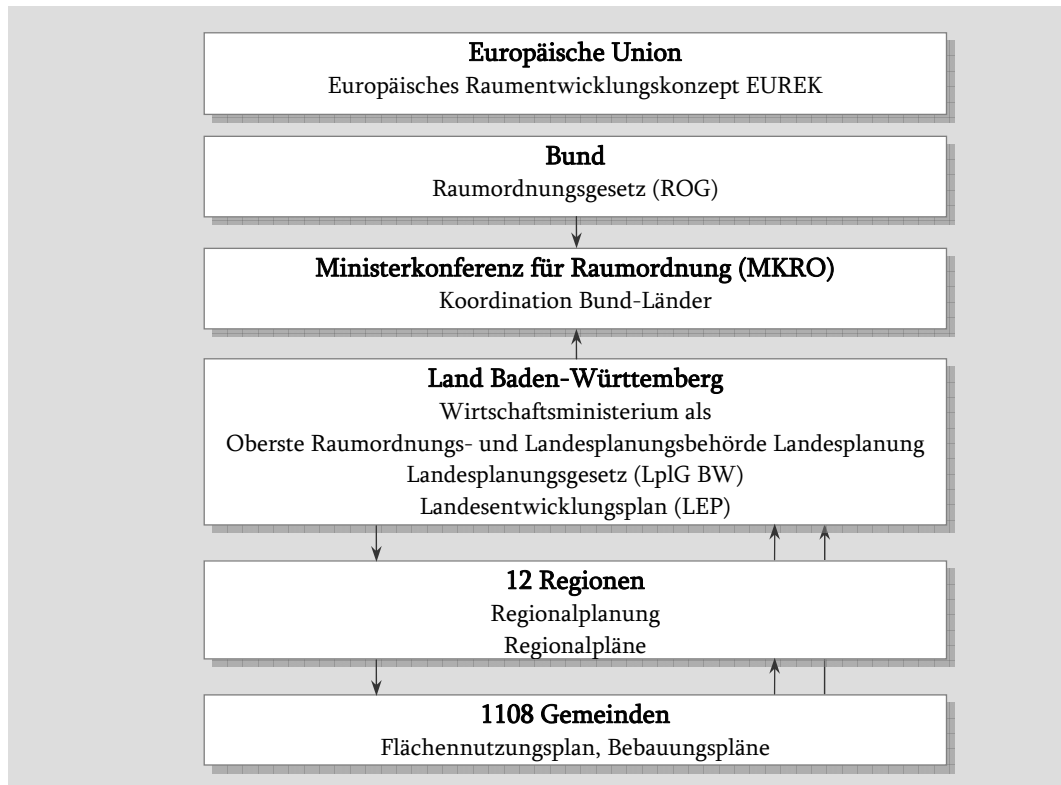 Europäische Union
Europäisches Raumentwicklungskonzept EUREK
Bund
Raumordnungsgesetz (ROG)
Ministerkonferenz für Raumordnung (MKRO)
Koordination Bund-Länder
Land Baden-Württemberg
Wirtschaftsministerium als
Oberste Raumordnungs- und Landesplanungsbehörde Landesplanung
Landesplanungsgesetz (LplG BW)
Landesentwicklungsplan (LEP)
12 Regionen
Regionalplanung
Regionalpläne
1108 Gemeinden
Flächennutzungsplan, Bebauungspläne